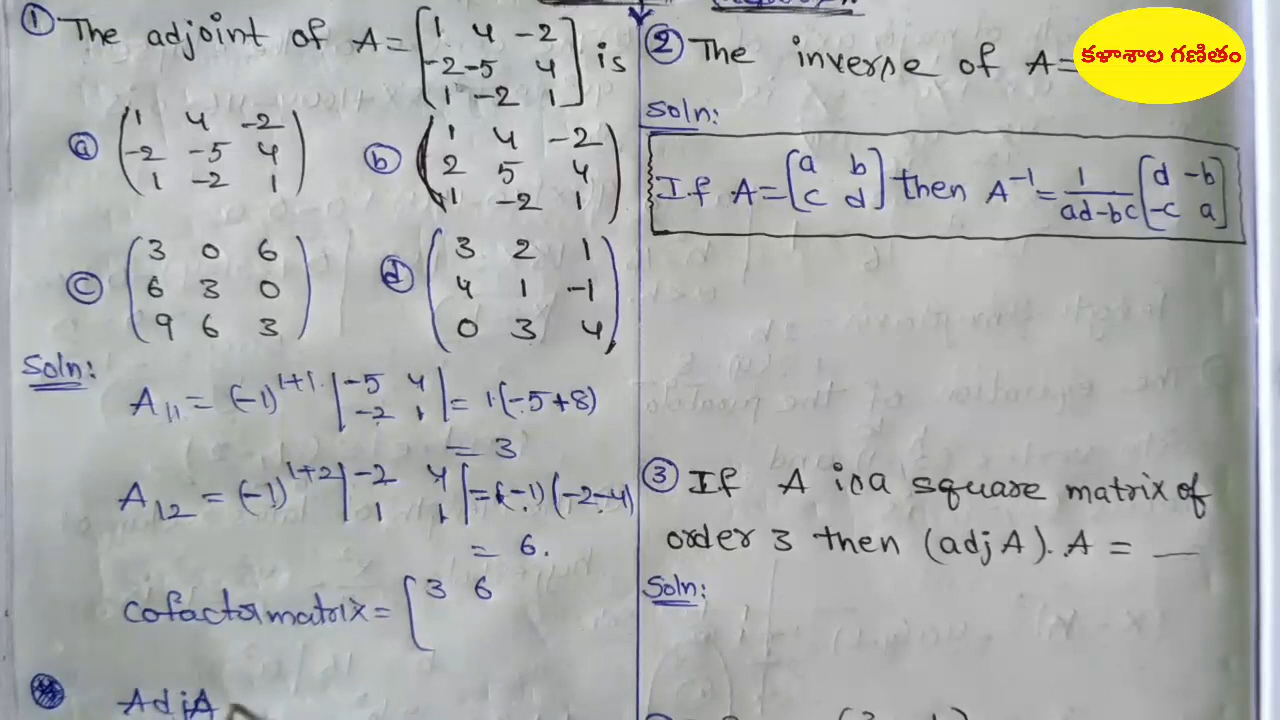 ① The adjoint of A = [1 4 -2
-2 -5 4
1 -2 1] is
ⓐ (1 4 -2
-2 -5 4
1 -2 1)
ⓑ (1 4 -2
2 5 4
1 -2 1)
ⓒ (3 0 6
6 3 0
9 6 3)
ⓓ (3 2 1
4 1 -1
0 3 4)
Soln:
A₁₁ = (-1)¹⁺¹ |-5 4
-2 1| = 1(-5+8)
= 3
A₁₂ = (-1)¹⁺² |-2 4
1 1| = (-1)(-2-4)
= 6.
Cofactor matrix = [3 6
AdjA
② The inverse of A =
కళాశాల గణితం
Soln:
If A = [a b
c d] then A⁻¹ = 1/(ad-bc) [d -b
-c a]
③ If A is a square matrix of
order 3 then (adj A). A = __
Soln: